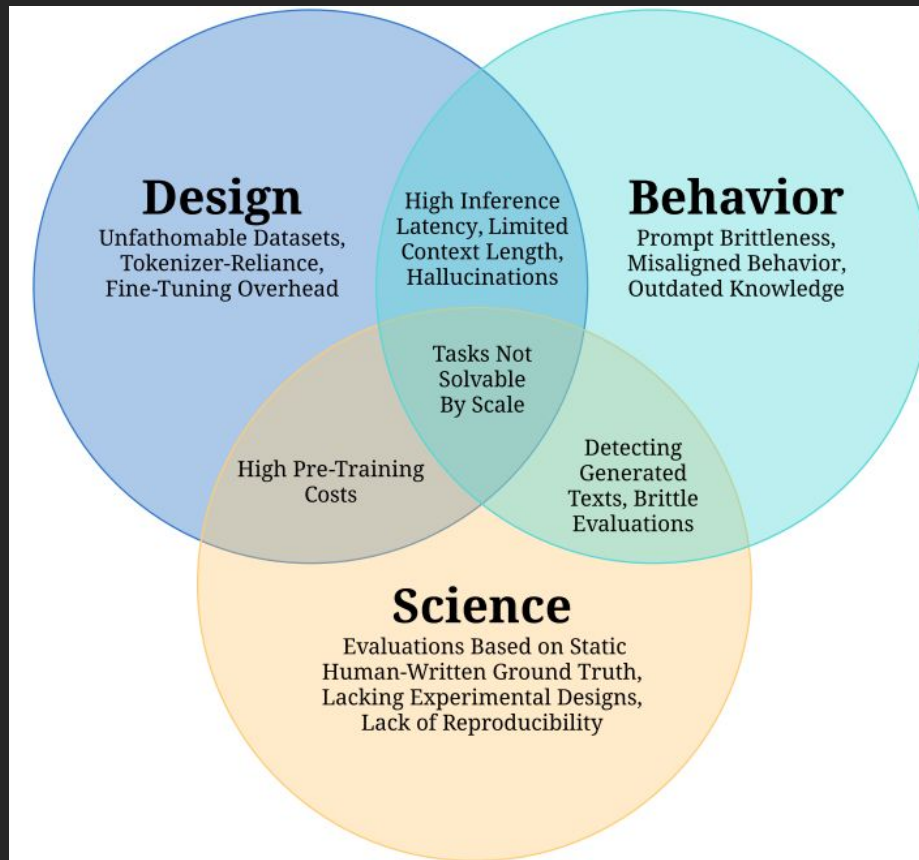 Design
Unfathomable Datasets,
Tokenizer-Reliance,
Fine-Tuning Overhead
High Inference
Latency, Limited
Context Length,
Hallucinations
Behavior
Prompt Brittleness,
Misaligned Behavior,
Outdated Knowledge
Tasks Not
Solvable
By Scale
High Pre-Training
Costs
Detecting
Generated
Texts, Brittle
Evaluations
Science
Evaluations Based on Static
Human-Written Ground Truth,
Lacking Experimental Designs,
Lack of Reproducibility